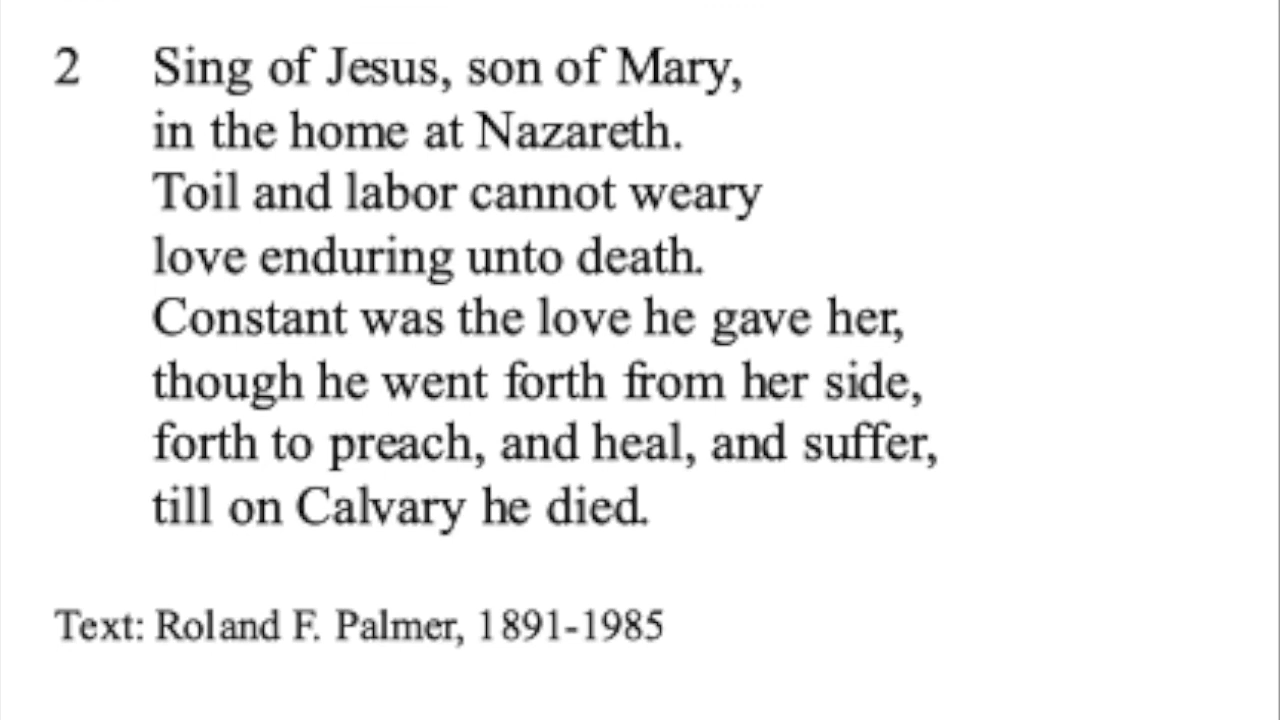 2 Sing of Jesus, son of Mary,
in the home at Nazareth.
Toil and labor cannot weary
love enduring unto death.
Constant was the love he gave her,
though he went forth from her side,
forth to preach, and heal, and suffer,
till on Calvary he died.
Text: Roland F. Palmer, 1891-1985